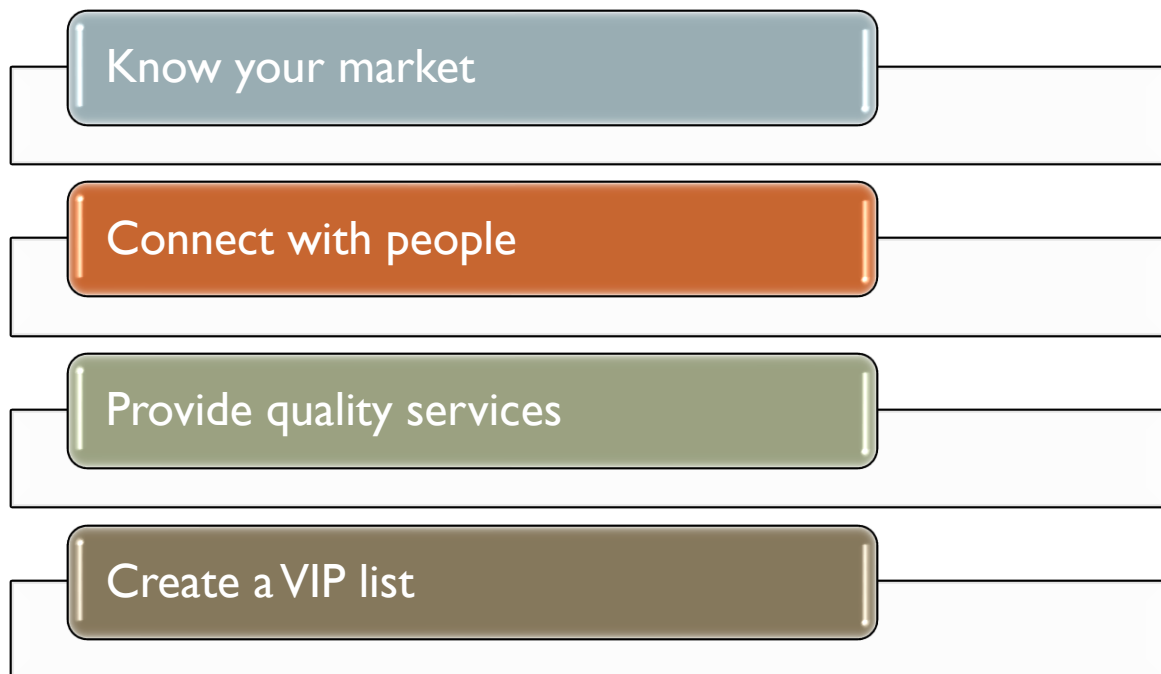 Know your market
Connect with people
Provide quality services
Create a VIP list